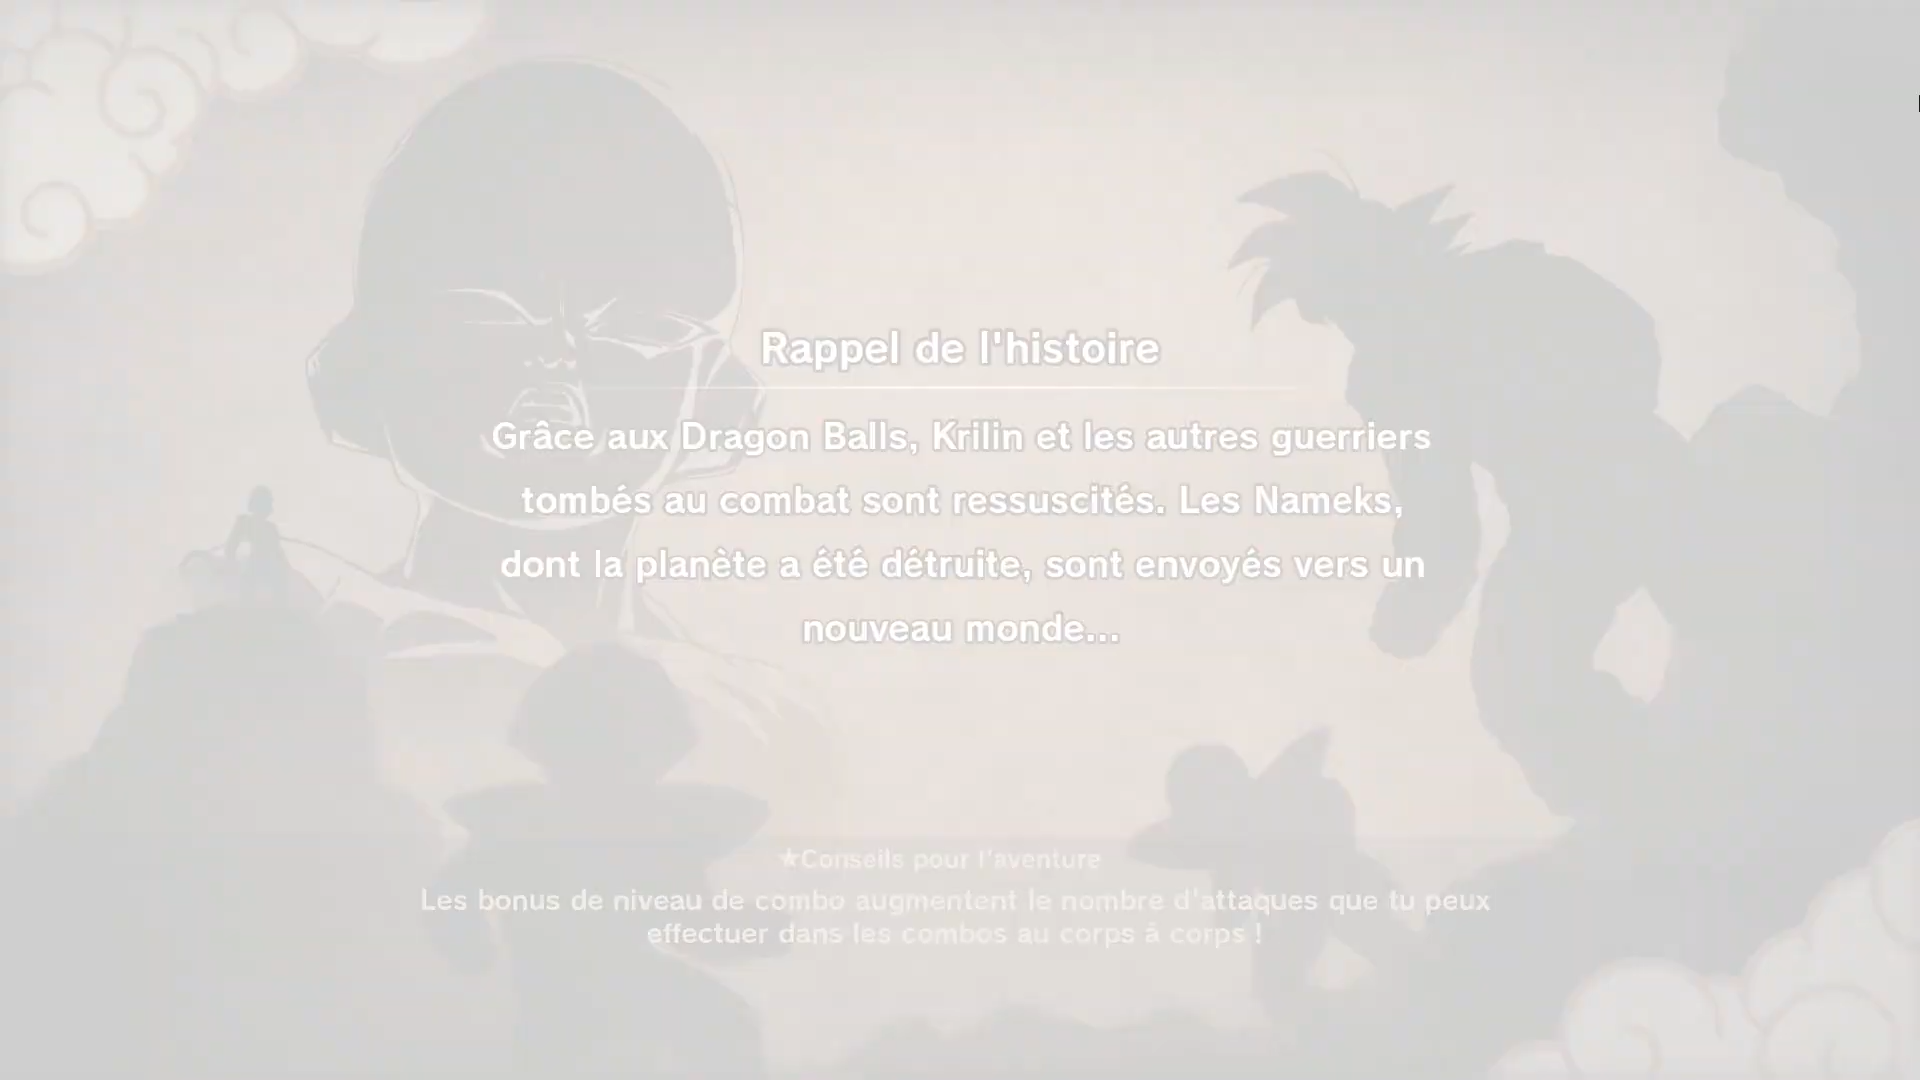 Rappel de l'histoire
Grâce aux Dragon Balls, Krilin et les autres guerriers
tombés au combat sont ressuscités. Les Nameks,
dont la planète a été détruite, sont envoyés vers un
nouveau monde...
★Conseils pour l'aventure
Les bonus de niveau de combo augmentent le nombre d'attaques que tu peux
effectuer dans les combos au corps à corps !